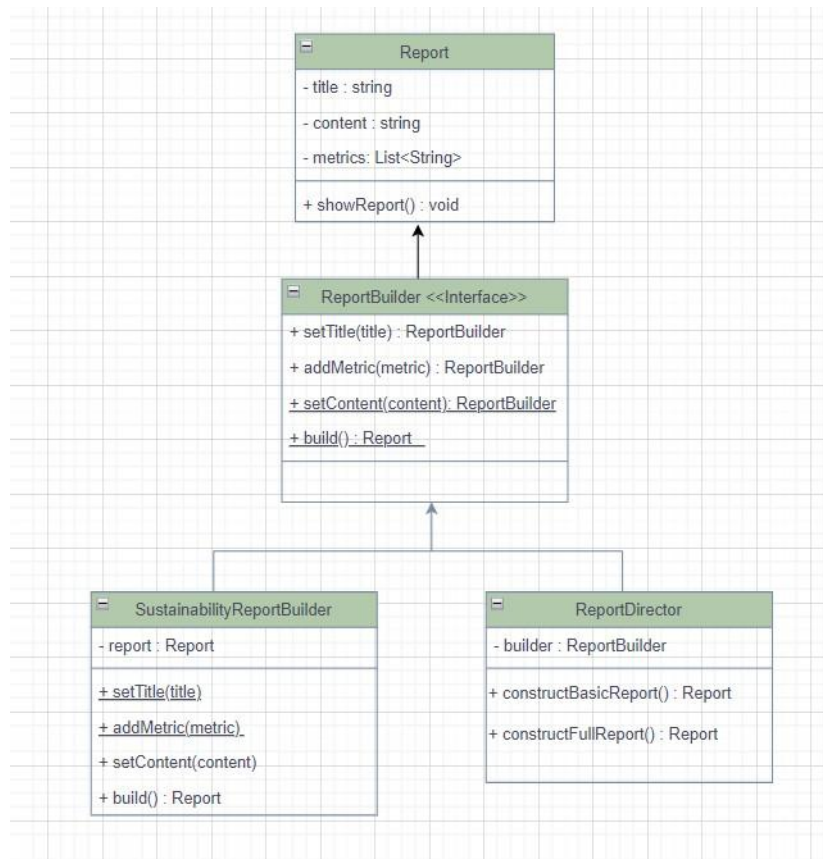 Report
- title : string
- content : string
- metrics: List<String>
+ showReport() : void
ReportBuilder <<Interface>>
+ setTitle(title) : ReportBuilder
+ addMetric(metric) : ReportBuilder
+ setContent(content): ReportBuilder
+ build() : Report
SustainabilityReportBuilder
- report : Report
+ setTitle(title)
+ addMetric(metric)
+ setContent(content)
+ build() : Report
ReportDirector
- builder : ReportBuilder
+ constructBasicReport() : Report
+ constructFullReport() : Report